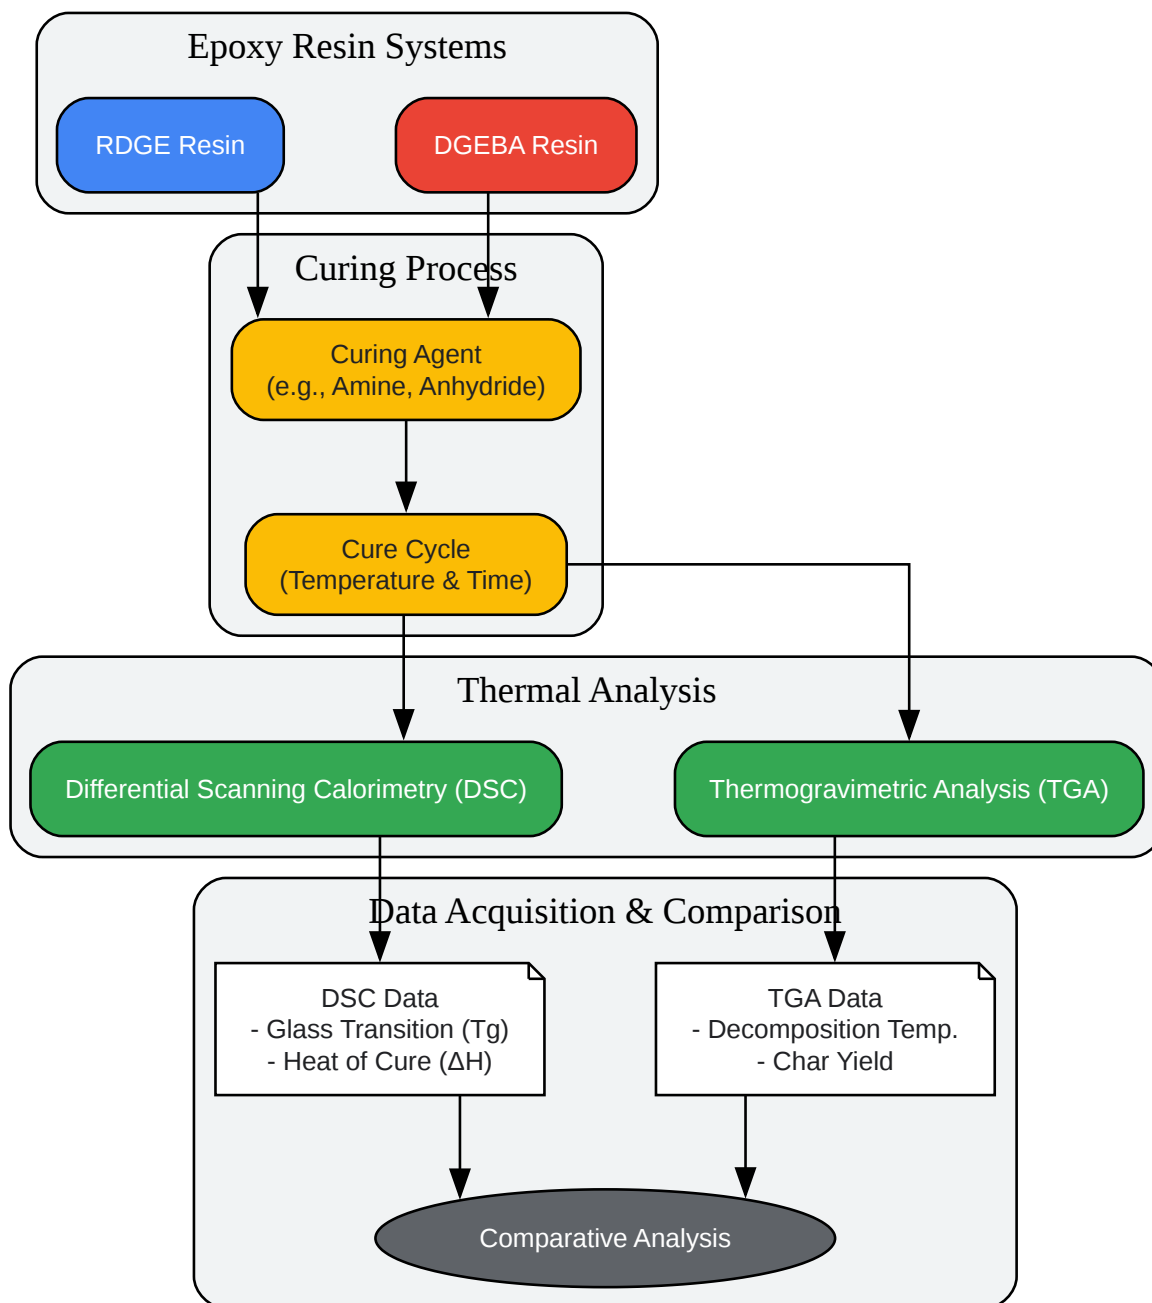 Epoxy Resin Systems
RDGE Resin
DGEBA Resin
Curing Process
Curing Agent
(e.g., Amine, Anhydride)
Cure Cycle
(Temperature & Time)
Thermal Analysis
Differential Scanning Calorimetry (DSC)
Thermogravimetric Analysis (TGA)
Data Acquisition & Comparison
DSC Data
- Glass Transition (Tg)
- Heat of Cure (ΔH)
TGA Data
- Decomposition Temp.
- Char Yield
Comparative Analysis